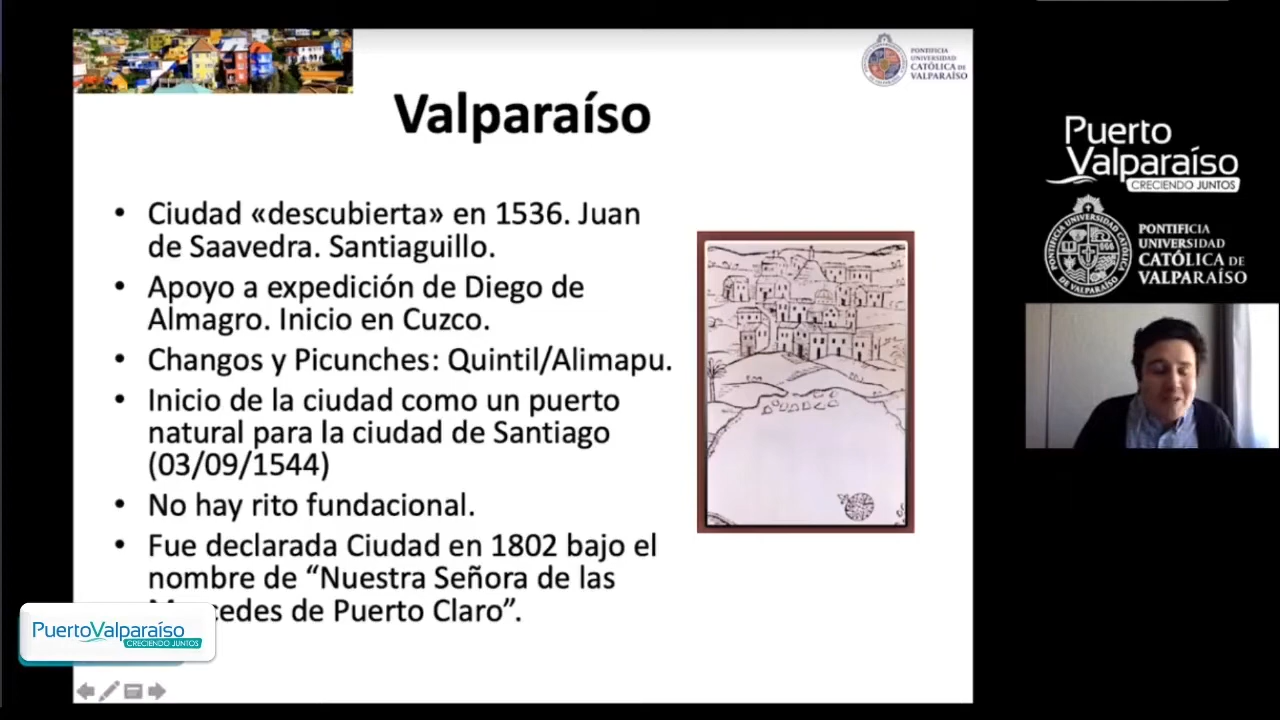 PONTIFICIA
UNIVERSIDAD
CATÓLICA DE
VALPARAÍSO
Valparaíso
• Ciudad «descubierta» en 1536. Juan
de Saavedra. Santiaguillo.
• Apoyo a expedición de Diego de
Almagro. Inicio en Cuzco.
• Changos y Picunches: Quintil/Alimapu.
• Inicio de la ciudad como un puerto
natural para la ciudad de Santiago
(03/09/1544)
• No hay rito fundacional.
• Fue declarada Ciudad en 1802 bajo el
nombre de “Nuestra Señora de las
de Puerto Claro”.
PuertoValparaíso
CRECIENDO JUNTOS
Puerto
Valparaíso
CRECIENDO JUNTOS
PONTIFICIA
UNIVERSIDAD
CATÓLICA DE
VALPARAÍSO